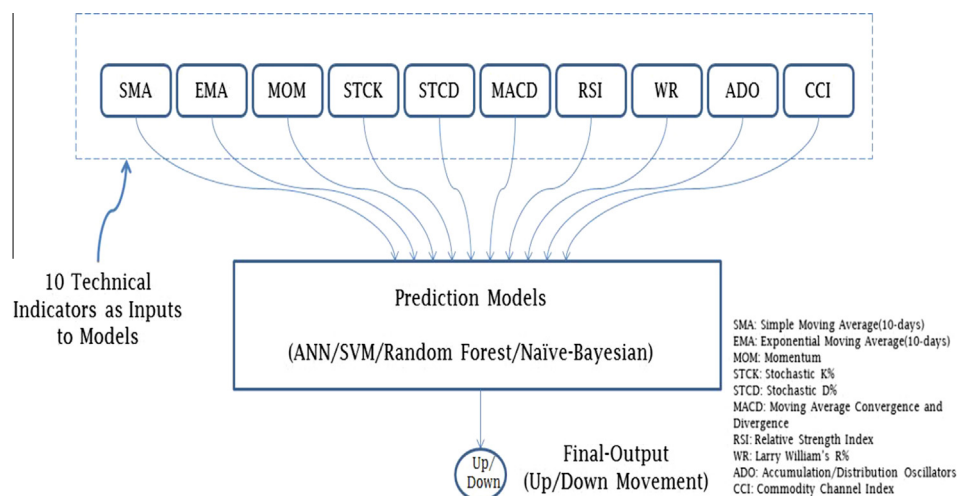 SMA
EMA
MOM
STCK
STCD
MACD
RSI
WR
ADO
CCI
10 Technical
Indicators as Inputs
to Models
Prediction Models
(ANN/SVM/Random Forest/Naïve-Bayesian)
Up/
Down
Final-Output
(Up/Down Movement)
SMA: Simple Moving Average(10-days)
EMA: Exponential Moving Average(10-days)
MOM: Momentum
STCK: Stochastic K%
STCD: Stochastic D%
MACD: Moving Average Convergence and
Divergence
RSI: Relative Strength Index
WR: Larry William's R%
ADO: Accumulation/Distribution Oscillators
CCI: Commodity Channel Index